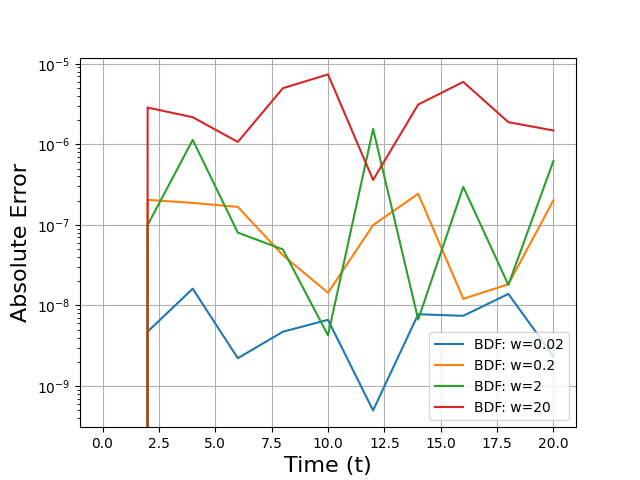 10⁻⁵
10⁻⁶
10⁻⁷
10⁻⁸
10⁻⁹
Absolute Error
BDF: w=0.02
BDF: w=0.2
BDF: w=2
BDF: w=20
0.0 2.5 5.0 7.5 10.0 12.5 15.0 17.5 20.0
Time (t)